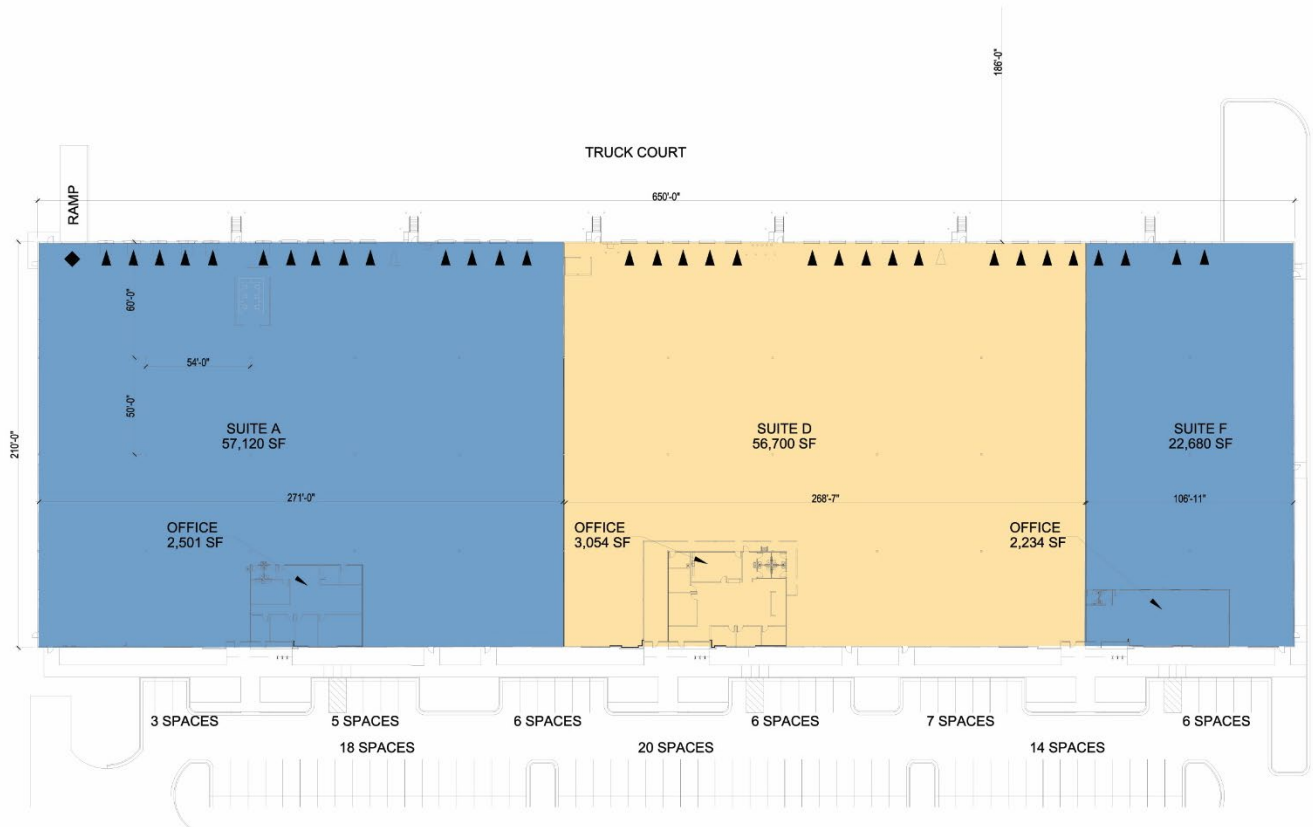 186'-0"
TRUCK COURT
650'-0"
RAMP
60'-0"
54'-0"
50'-0"
210'-0"
SUITE A
57,120 SF
SUITE D
56,700 SF
SUITE F
22,680 SF
271'-0"
268'-7"
106'-11"
OFFICE
2,501 SF
OFFICE
3,054 SF
OFFICE
2,234 SF
3 SPACES
5 SPACES
6 SPACES
6 SPACES
7 SPACES
6 SPACES
18 SPACES
20 SPACES
14 SPACES